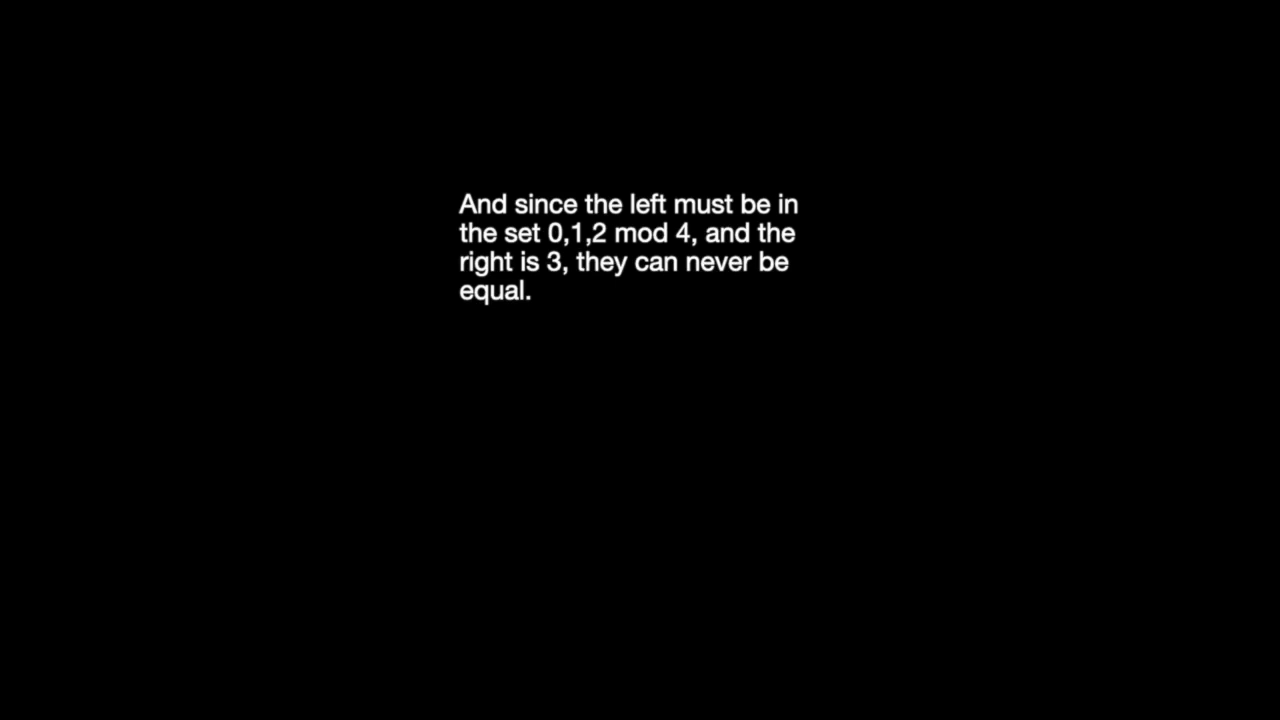 And since the left must be in
the set 0,1,2 mod 4, and the
right is 3, they can never be
equal.